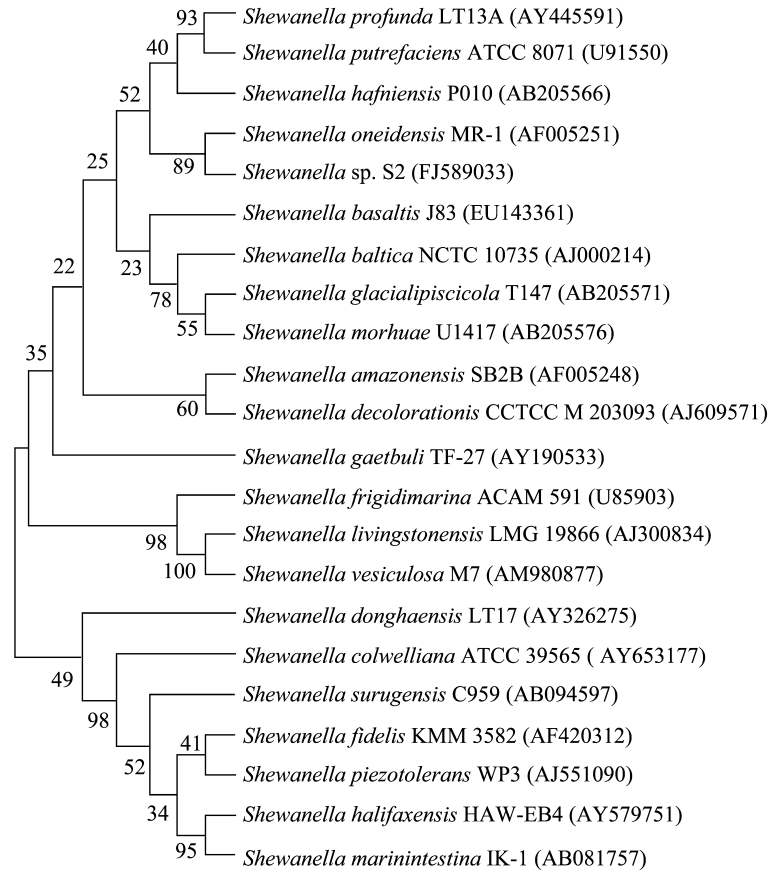 93
Shewanella profunda LT13A (AY445591)
40
Shewanella putrefaciens ATCC 8071 (U91550)
52
Shewanella hafniensis P010 (AB205566)
Shewanella oneidensis MR-1 (AF005251)
25
89
Shewanella sp. S2 (FJ589033)
Shewanella basaltis J83 (EU143361)
22
23
Shewanella baltica NCTC 10735 (AJ000214)
78
Shewanella glacialipiscicola T147 (AB205571)
55
Shewanella morhuae U1417 (AB205576)
35
Shewanella amazonensis SB2B (AF005248)
60
Shewanella decolorationis CCTCC M 203093 (AJ609571)
Shewanella gaetbuli TF-27 (AY190533)
Shewanella frigidimarina ACAM 591 (U85903)
98
Shewanella livingstonensis LMG 19866 (AJ300834)
100
Shewanella vesiculosa M7 (AM980877)
Shewanella donghaensis LT17 (AY326275)
49
Shewanella colwelliana ATCC 39565 ( AY653177)
98
Shewanella surugensis C959 (AB094597)
52
41
Shewanella fidelis KMM 3582 (AF420312)
Shewanella piezotolerans WP3 (AJ551090)
34
Shewanella halifaxensis HAW-EB4 (AY579751)
95
Shewanella marinintestina IK-1 (AB081757)